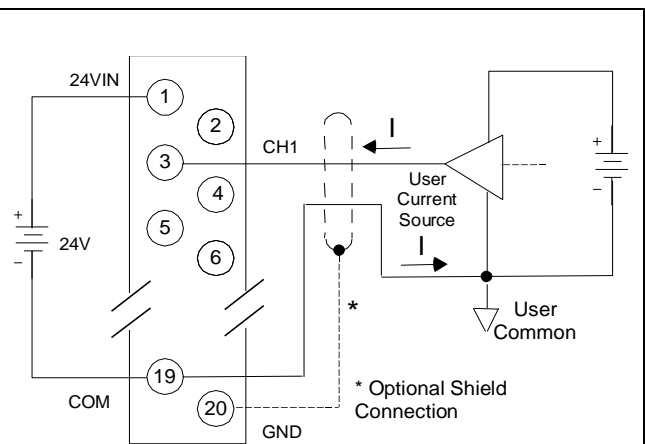 24VIN
1
2
CH1
I
3
4
User
Current
Source
+
-
+
24V
-
5
6
I
*
User
Common
19
COM
* Optional Shield
Connection
20
GND